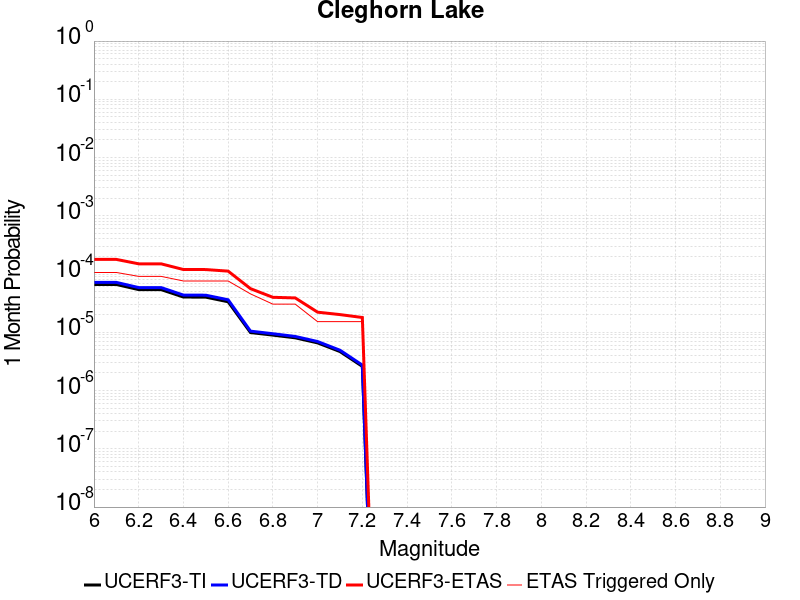 Cleghorn Lake
10^0
10^-1
10^-2
10^-3
10^-4
10^-5
10^-6
10^-7
10^-8
1 Month Probability
6 6.2 6.4 6.6 6.8 7 7.2 7.4 7.6 7.8 8 8.2 8.4 8.6 8.8 9
Magnitude
UCERF3-TI UCERF3-TD UCERF3-ETAS ETAS Triggered Only